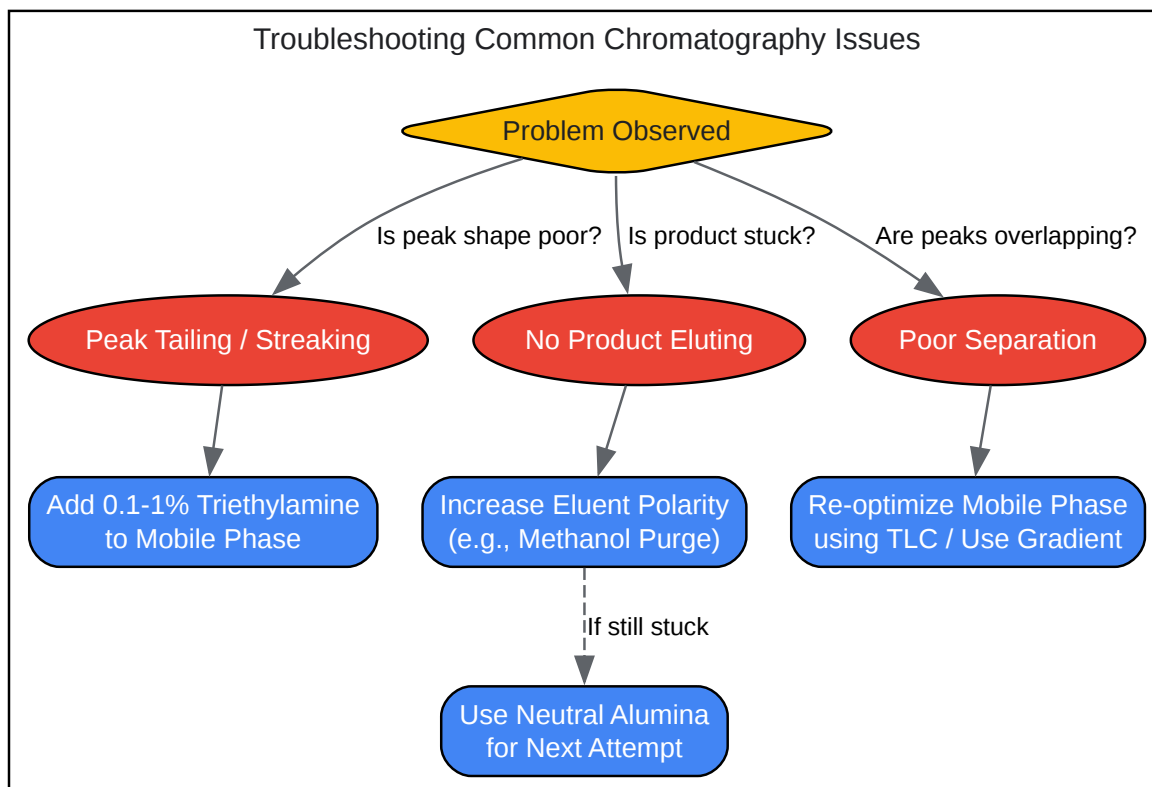 Troubleshooting Common Chromatography Issues
Problem Observed
Is peak shape poor?
Is product stuck?
Are peaks overlapping?
Peak Tailing / Streaking
No Product Eluting
Poor Separation
Add 0.1-1% Triethylamine
to Mobile Phase
Increase Eluent Polarity
(e.g., Methanol Purge)
Re-optimize Mobile Phase
using TLC / Use Gradient
If still stuck
Use Neutral Alumina
for Next Attempt